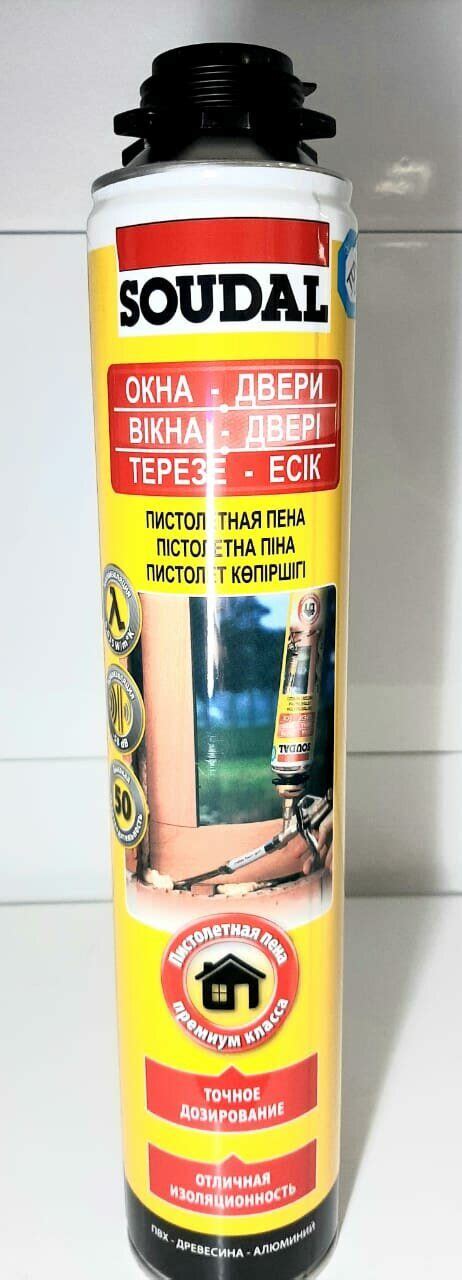 SOUDAL
ОКНА - ДВЕРИ
ВІКНА - ДВЕРІ
ТЕРЕЗЕ - ЕСІК
ПИСТОЛЕТНАЯ ПЕНА
ПІСТОЛЕТНА ПІНА
ПИСТОЛЕТ КӨПІРШІГІ
λ
SOUDAL
50
Пистолетная пена
премиум класса
ТОЧНОЕ
ДОЗИРОВАНИЕ
ОТЛИЧНАЯ
ИЗОЛЯЦИОННОСТЬ
ПВХ - ДРЕВЕСИНА - АЛЮМИНИЙ